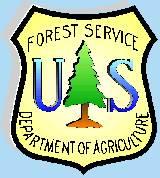 FOREST SERVICE
U S
DEPARTMENT OF AGRICULTURE